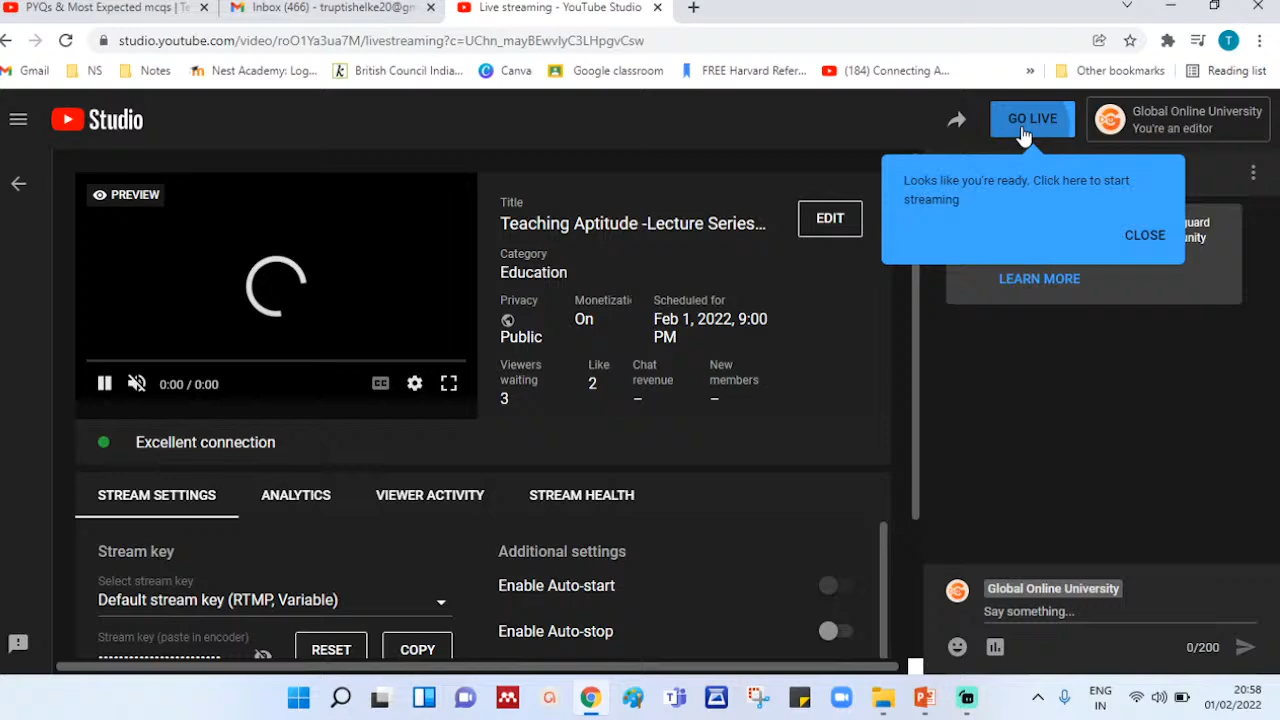 PYQs & Most Expected mcqs | Te
Inbox (466) - truptishelke20@gm
Live streaming - YouTube Studio
studio.youtube.com/video/roO1Ya3ua7M/livestreaming?c=UChn_mayBEwvIyC3LHpgvCsw
Gmail
NS
Notes
Nest Academy: Log...
British Council India...
Canva
Google classroom
FREE Harvard Refer...
(184) Connecting A...
»
Other bookmarks
Reading list
T
Studio
GO LIVE
Global Online University
You're an editor
Looks like you're ready. Click here to start
streaming
CLOSE
LEARN MORE
PREVIEW
0:00 / 0:00
Title
Teaching Aptitude -Lecture Series...
EDIT
Category
Education
Privacy
Public
Monetizati
On
Scheduled for
Feb 1, 2022, 9:00
PM
Viewers
waiting
3
Like
2
Chat
revenue
–
New
members
–
Excellent connection
STREAM SETTINGS
ANALYTICS
VIEWER ACTIVITY
STREAM HEALTH
Stream key
Select stream key
Default stream key (RTMP, Variable)
Stream key (paste in encoder)
RESET
COPY
Additional settings
Enable Auto-start
Enable Auto-stop
Global Online University
Say something...
0/200
ENG
IN
20:58
01/02/2022